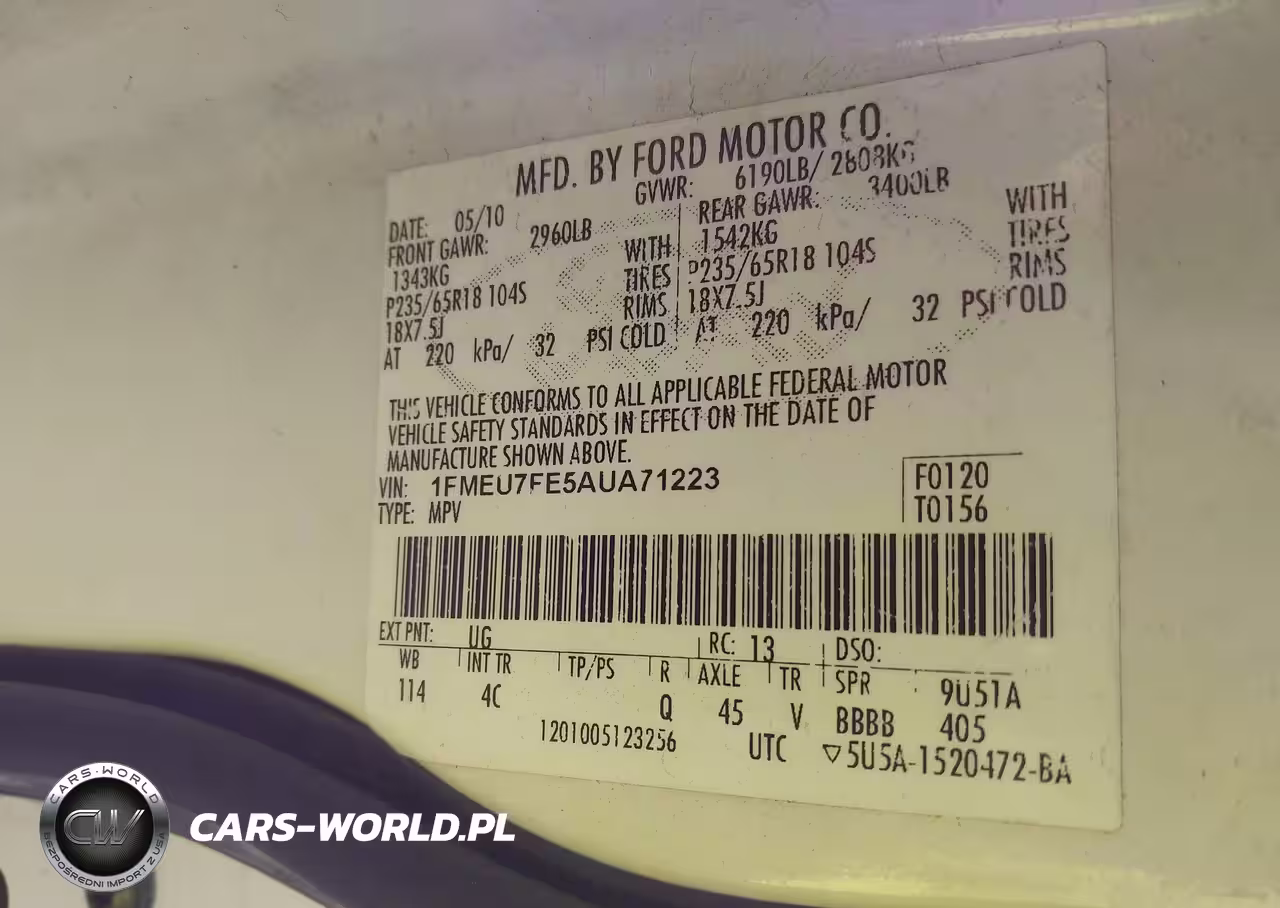 MFD. BY FORD MOTOR CO.
DATE: 05/10 GVWR: 6190LB/ 2808KG
FRONT GAWR: 2960LB REAR GAWR: 3400LB
1343KG WITH 1542KG WITH
P235/65R18 104S TIRES P235/65R18 104S TIRES
18X7.5J RIMS 18X7.5J RIMS
AT 220 kPa/ 32 PSI COLD AT 220 kPa/ 32 PSI COLD
THIS VEHICLE CONFORMS TO ALL APPLICABLE FEDERAL MOTOR
VEHICLE SAFETY STANDARDS IN EFFECT ON THE DATE OF
MANUFACTURE SHOWN ABOVE.
VIN: 1FMEU7FE5AUA71223 F0120
TYPE: MPV T0156
EXT PNT: UG RC: 13 DSO:
WB INT TR TP/PS R AXLE TR SPR 9U51A
114 4C Q 45 V BBBB 405
1201005123256 UTC ▽5U5A-1520472-BA
CARS-WORLD
CW
BEZPOŚREDNI IMPORT Z USA
CARS-WORLD.PL